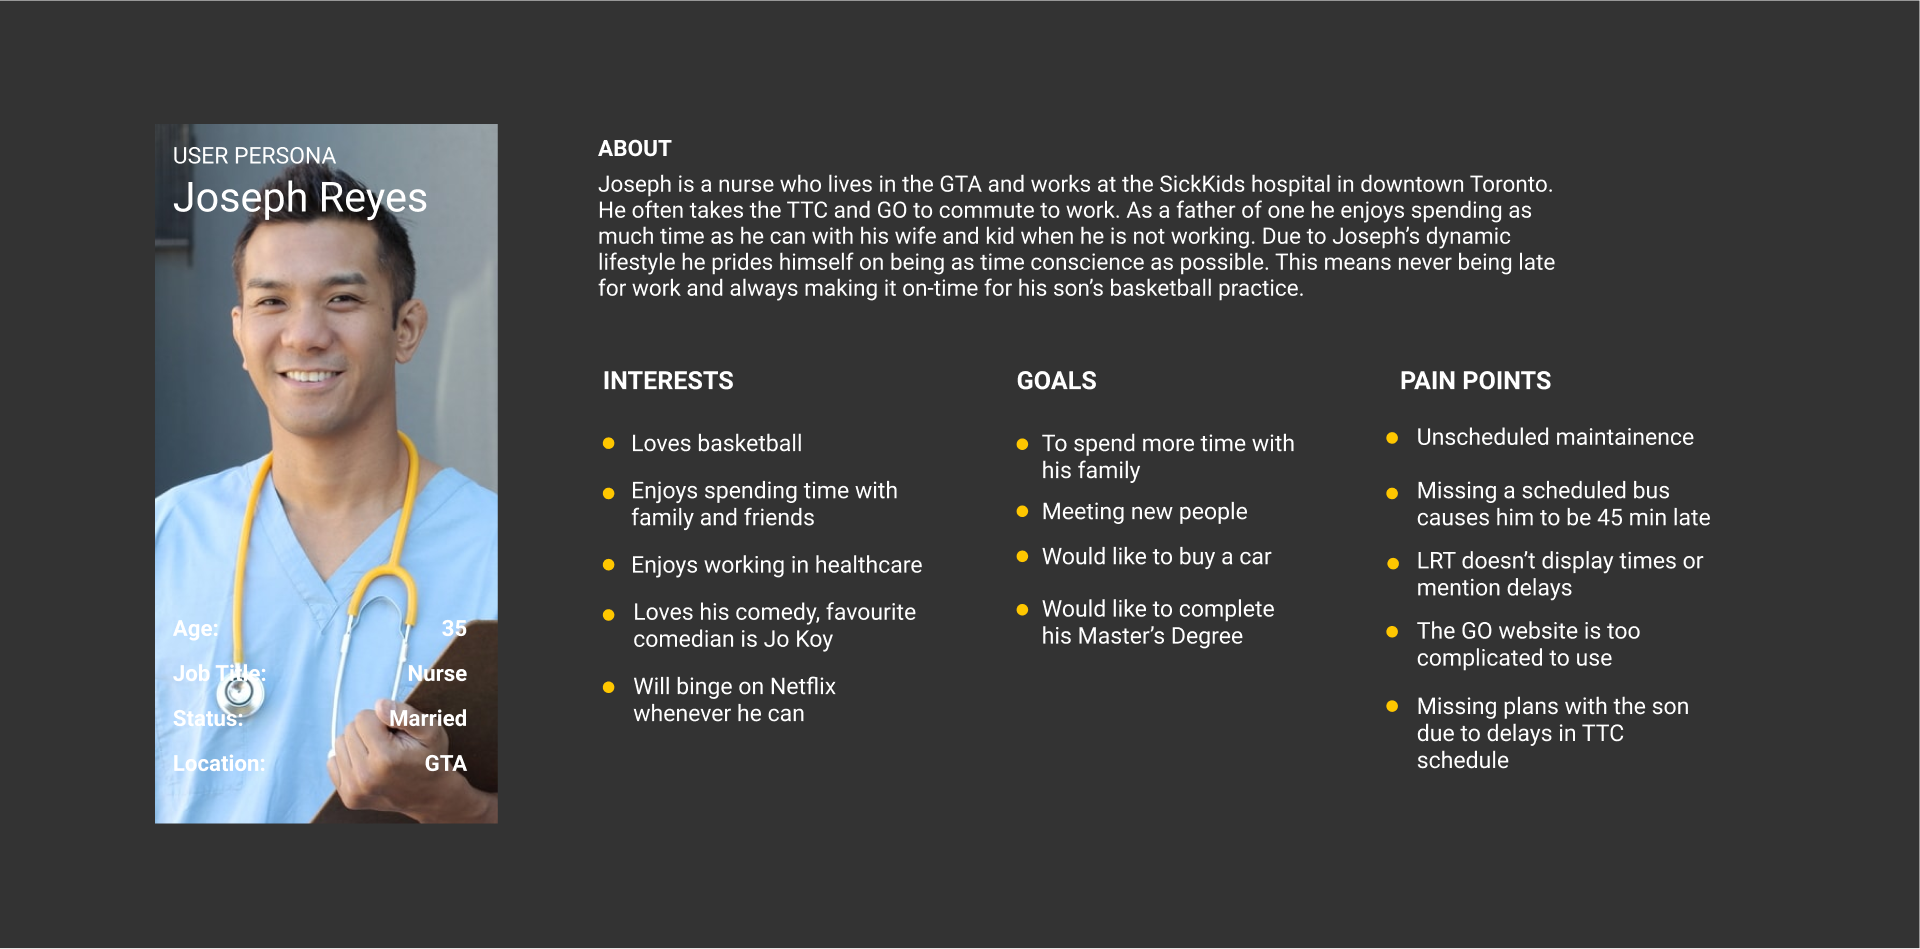 USER PERSONA
Joseph Reyes
Age: 35
Job Title: Nurse
Status: Married
Location: GTA
ABOUT
Joseph is a nurse who lives in the GTA and works at the SickKids hospital in downtown Toronto.
He often takes the TTC and GO to commute to work. As a father of one he enjoys spending as
much time as he can with his wife and kid when he is not working. Due to Joseph’s dynamic
lifestyle he prides himself on being as time conscience as possible. This means never being late
for work and always making it on-time for his son’s basketball practice.
INTERESTS
Loves basketball
Enjoys spending time with
family and friends
Enjoys working in healthcare
Loves his comedy, favourite
comedian is Jo Koy
Will binge on Netflix
whenever he can
GOALS
To spend more time with
his family
Meeting new people
Would like to buy a car
Would like to complete
his Master’s Degree
PAIN POINTS
Unscheduled maintainence
Missing a scheduled bus
causes him to be 45 min late
LRT doesn’t display times or
mention delays
The GO website is too
complicated to use
Missing plans with the son
due to delays in TTC
schedule